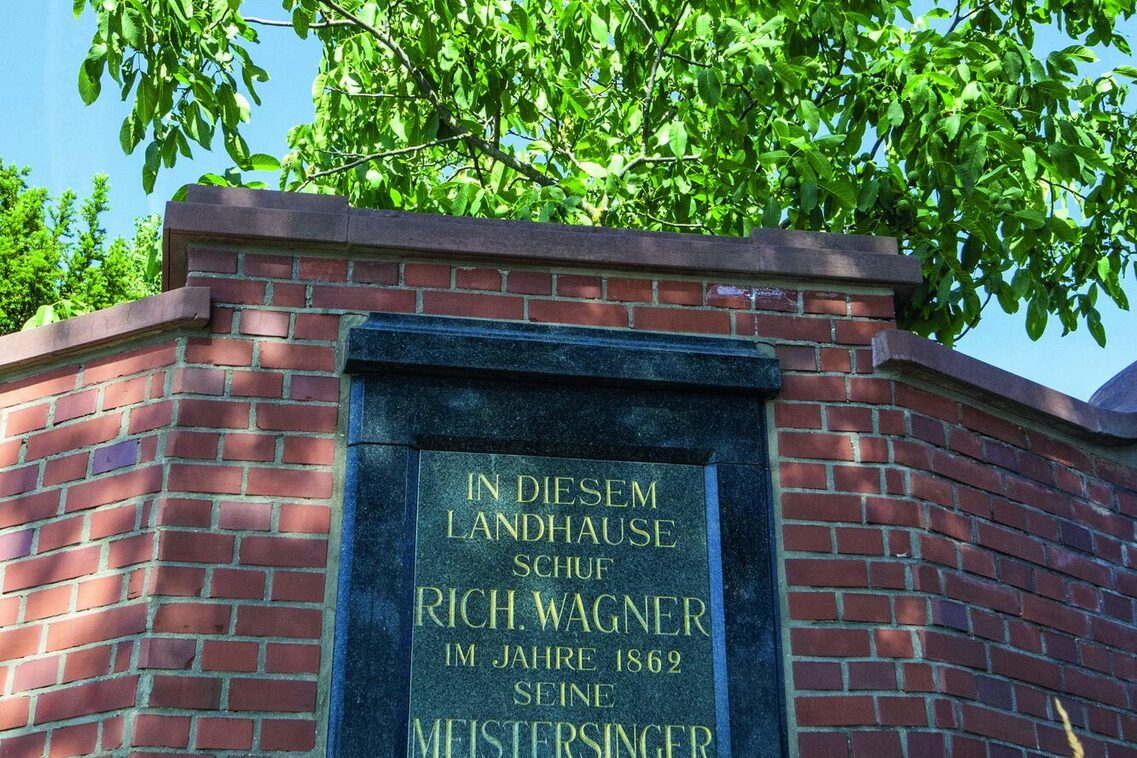 IN DIESEM
LANDHAUSE
SCHUF
RICH. WAGNER
IM JAHRE 1862
SEINE
MEISTERSINGER